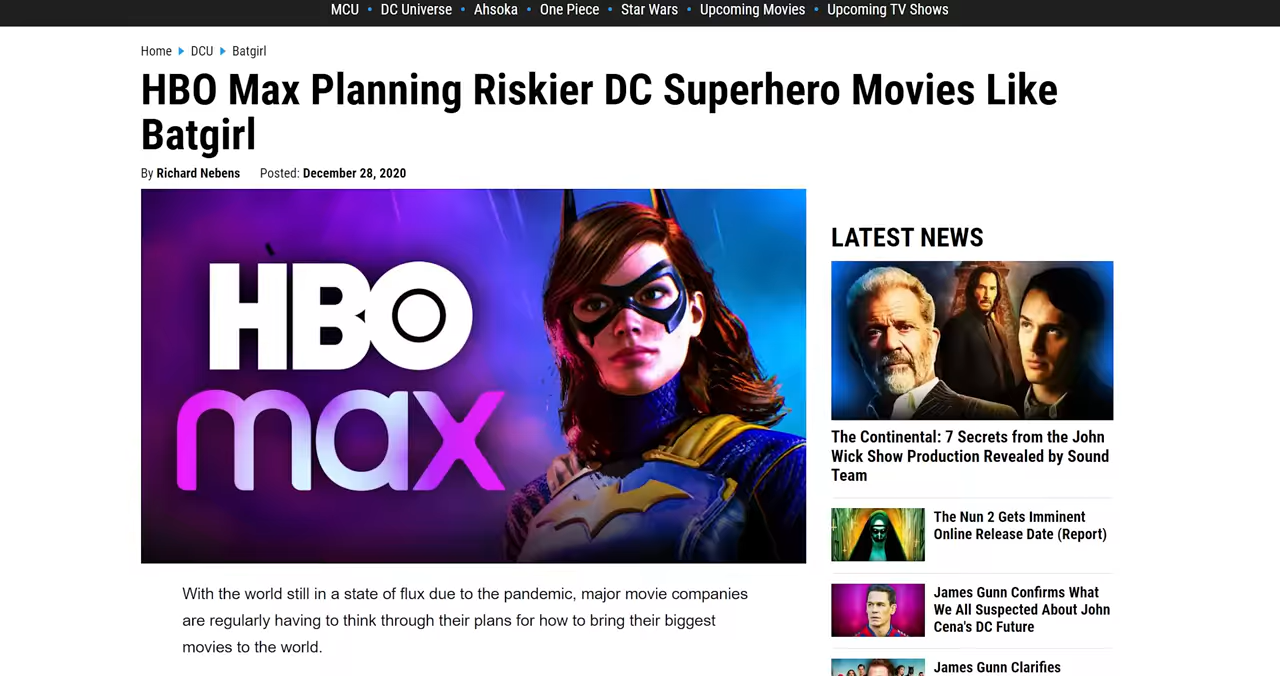 MCU • DC Universe • Ahsoka • One Piece • Star Wars • Upcoming Movies • Upcoming TV Shows
Home ▶ DCU ▶ Batgirl
HBO Max Planning Riskier DC Superhero Movies Like
Batgirl
By Richard Nebens Posted: December 28, 2020
HBO
max
With the world still in a state of flux due to the pandemic, major movie companies
are regularly having to think through their plans for how to bring their biggest
movies to the world.
LATEST NEWS
The Continental: 7 Secrets from the John
Wick Show Production Revealed by Sound
Team
The Nun 2 Gets Imminent
Online Release Date (Report)
James Gunn Confirms What
We All Suspected About John
Cena's DC Future
James Gunn Clarifies